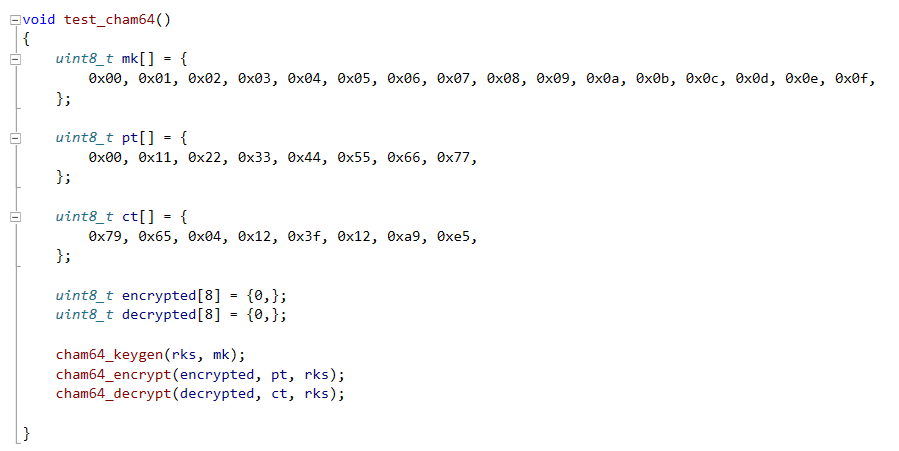 void test_cham64()
{
    uint8_t mk[] = {
        0x00, 0x01, 0x02, 0x03, 0x04, 0x05, 0x06, 0x07, 0x08, 0x09, 0x0a, 0x0b, 0x0c, 0x0d, 0x0e, 0x0f,
    };
    uint8_t pt[] = {
        0x00, 0x11, 0x22, 0x33, 0x44, 0x55, 0x66, 0x77,
    };
    uint8_t ct[] = {
        0x79, 0x65, 0x04, 0x12, 0x3f, 0x12, 0xa9, 0xe5,
    };
    uint8_t encrypted[8] = {0,};
    uint8_t decrypted[8] = {0,};
    cham64_keygen(rks, mk);
    cham64_encrypt(encrypted, pt, rks);
    cham64_decrypt(decrypted, ct, rks);
}